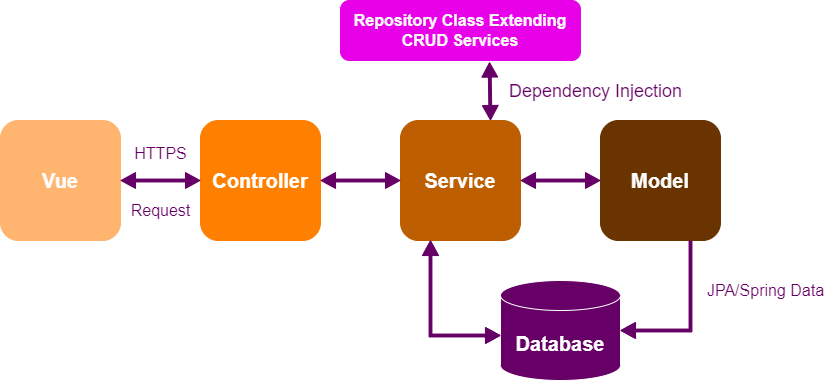 Repository Class Extending
CRUD Services
Dependency Injection
HTTPS
Vue
Controller
Service
Model
Request
JPA/Spring Data
Database